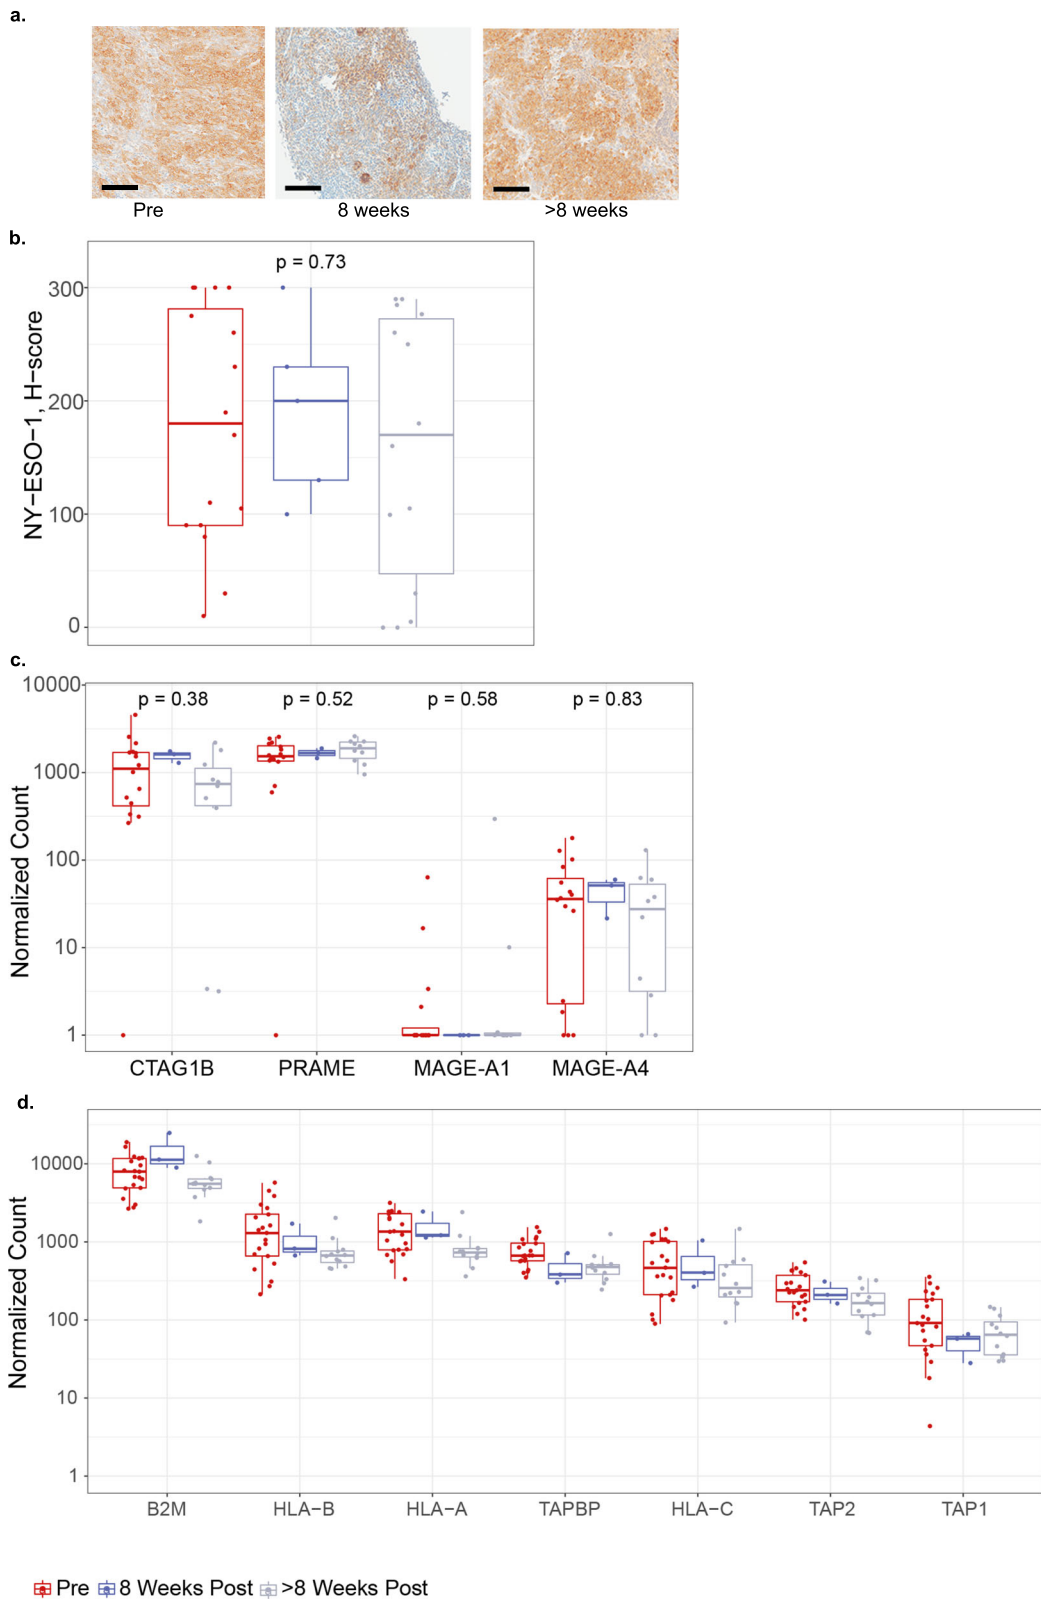 a.
Pre
8 weeks
>8 weeks
b.
p = 0.73
NY−ESO−1, H−score
300
200
100
0
c.
p = 0.38
p = 0.52
p = 0.58
p = 0.83
Normalized Count
10000
1000
100
10
1
CTAG1B
PRAME
MAGE-A1
MAGE-A4
d.
Normalized Count
10000
1000
100
10
1
B2M
HLA−B
HLA−A
TAPBP
HLA−C
TAP2
TAP1
Pre
8 Weeks Post
>8 Weeks Post